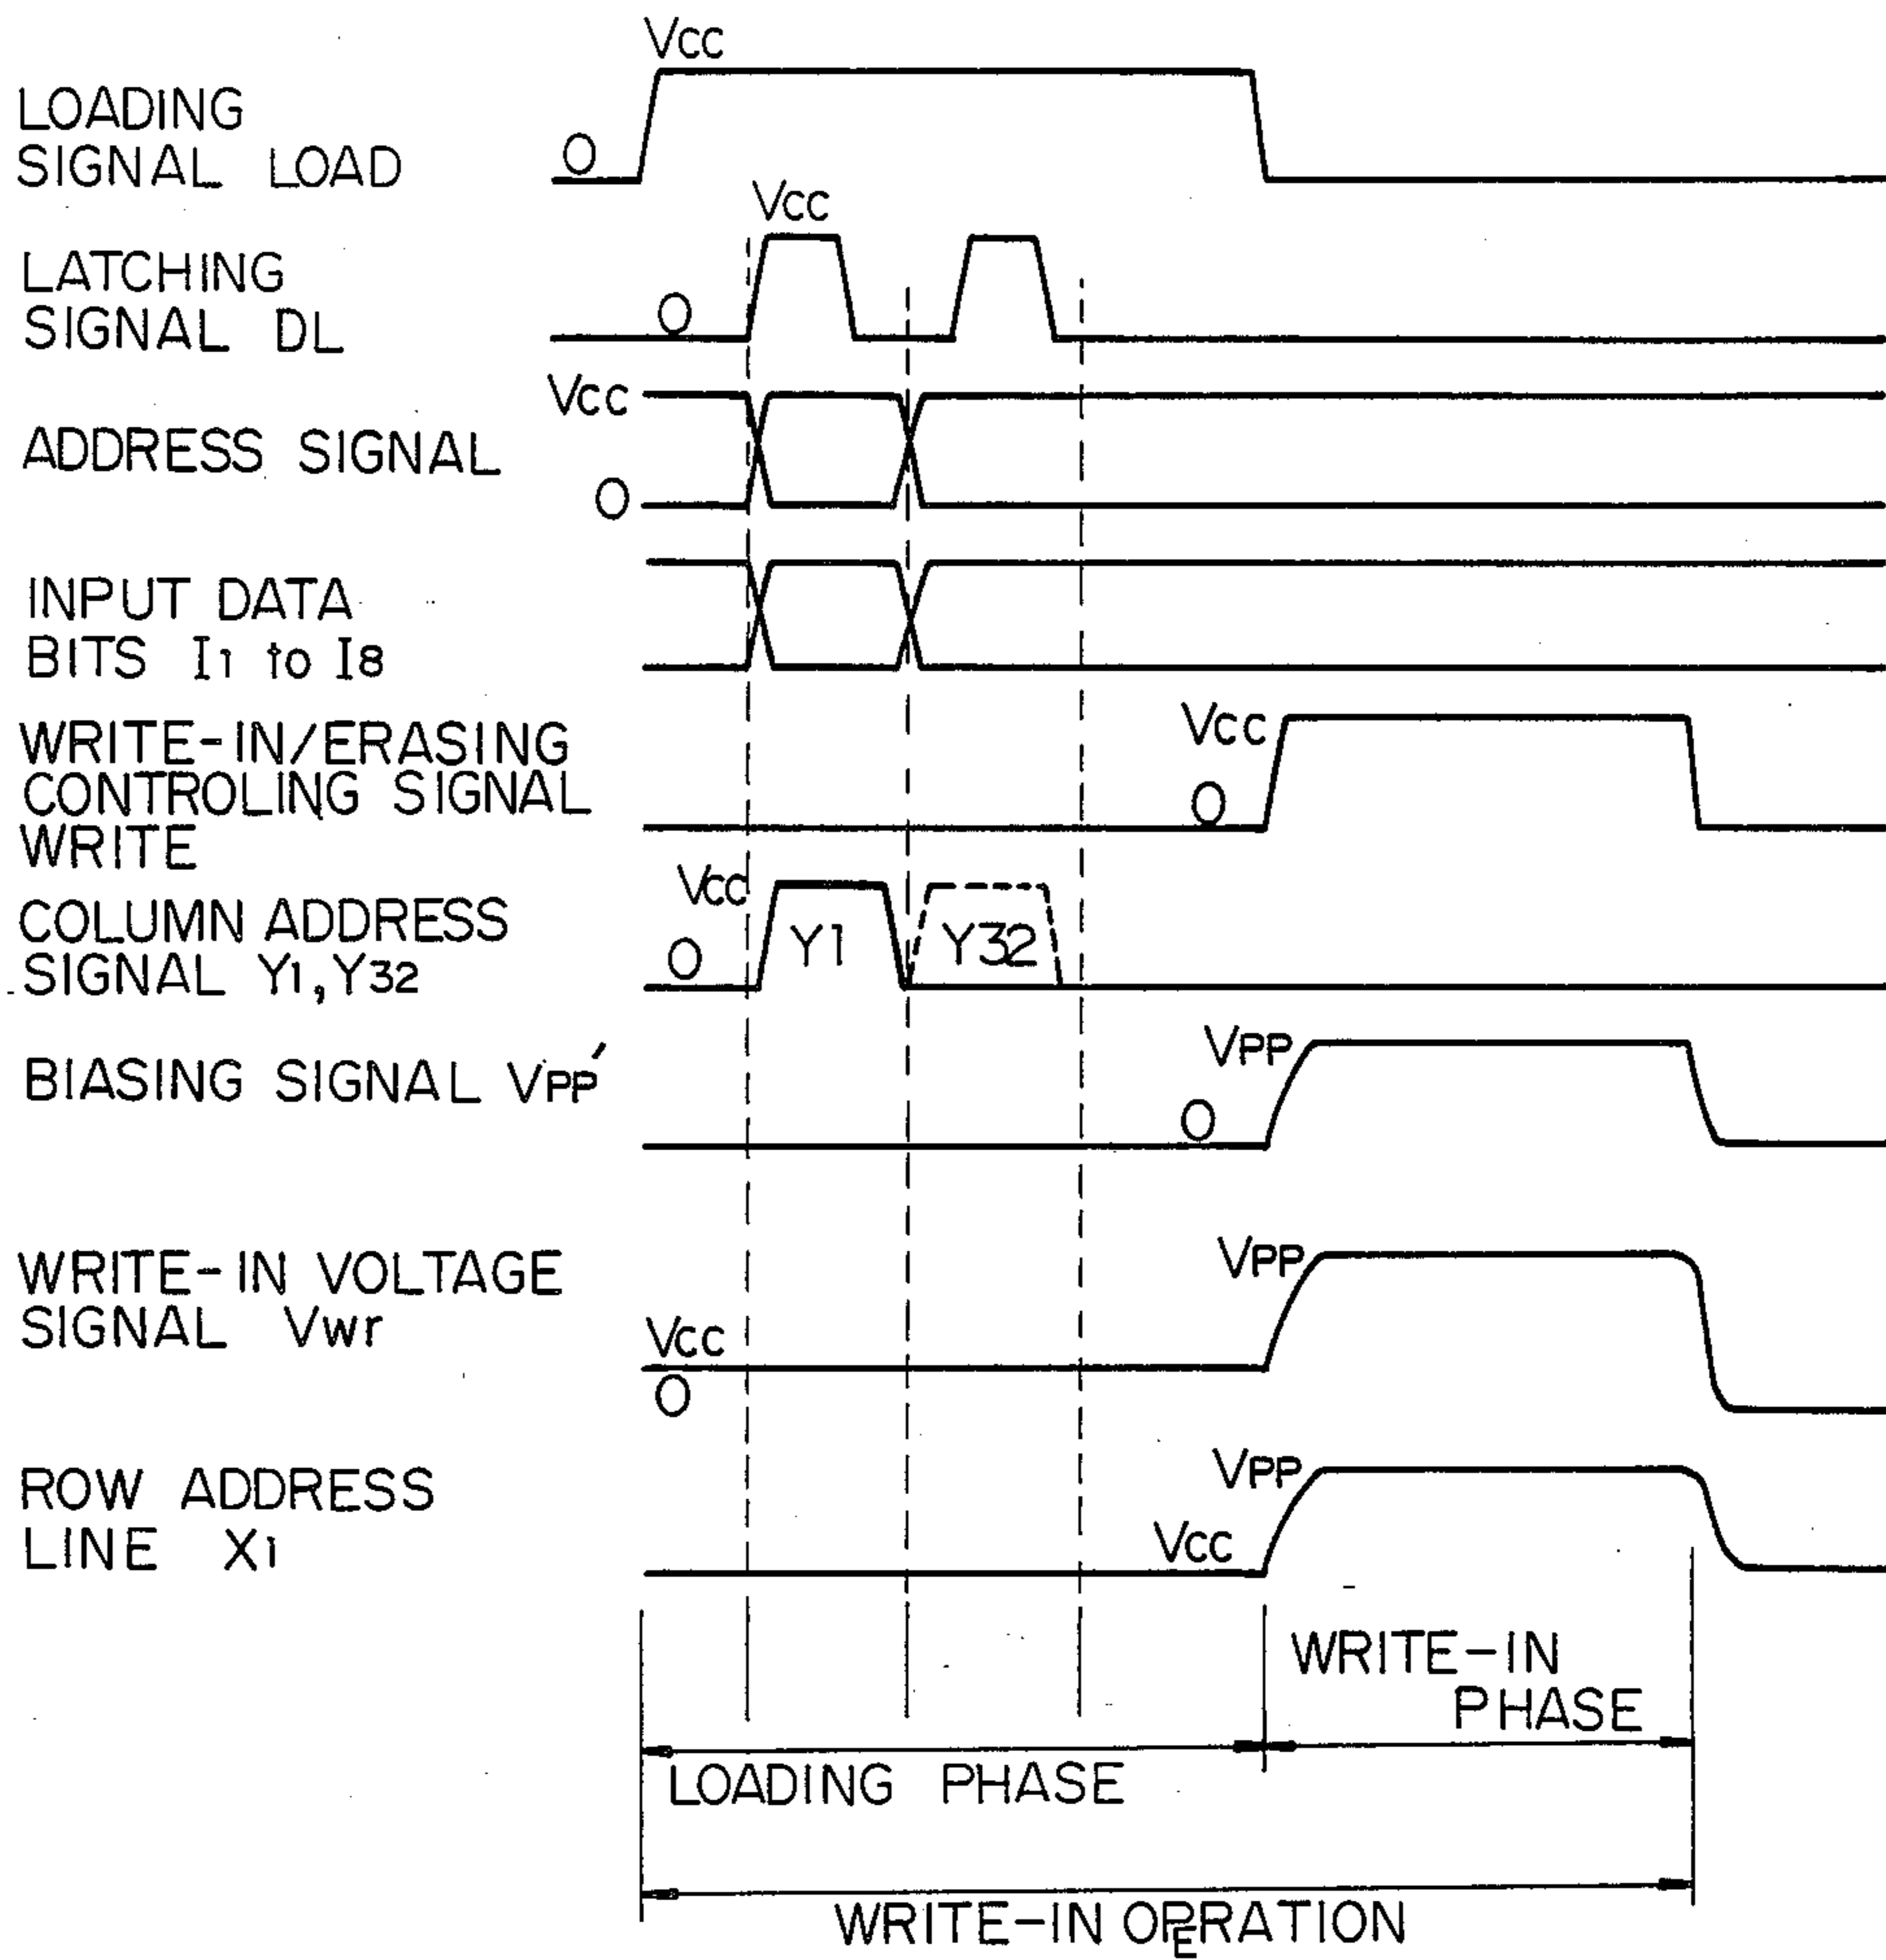 Vcc
LOADING
SIGNAL LOAD
O
Vcc
LATCHING
SIGNAL DL
O
Vcc
ADDRESS SIGNAL
O
INPUT DATA
BITS I1 to I8
WRITE-IN/ERASING
CONTROLING SIGNAL
WRITE
Vcc
O
Vcc
COLUMN ADDRESS
SIGNAL Y1,Y32
O
Y1
Y32
BIASING SIGNAL VPP'
VPP
O
WRITE-IN VOLTAGE
SIGNAL Vwr
VPP
Vcc
O
ROW ADDRESS
LINE X1
VPP
Vcc
WRITE-IN
PHASE
LOADING PHASE
WRITE-IN OPERATION